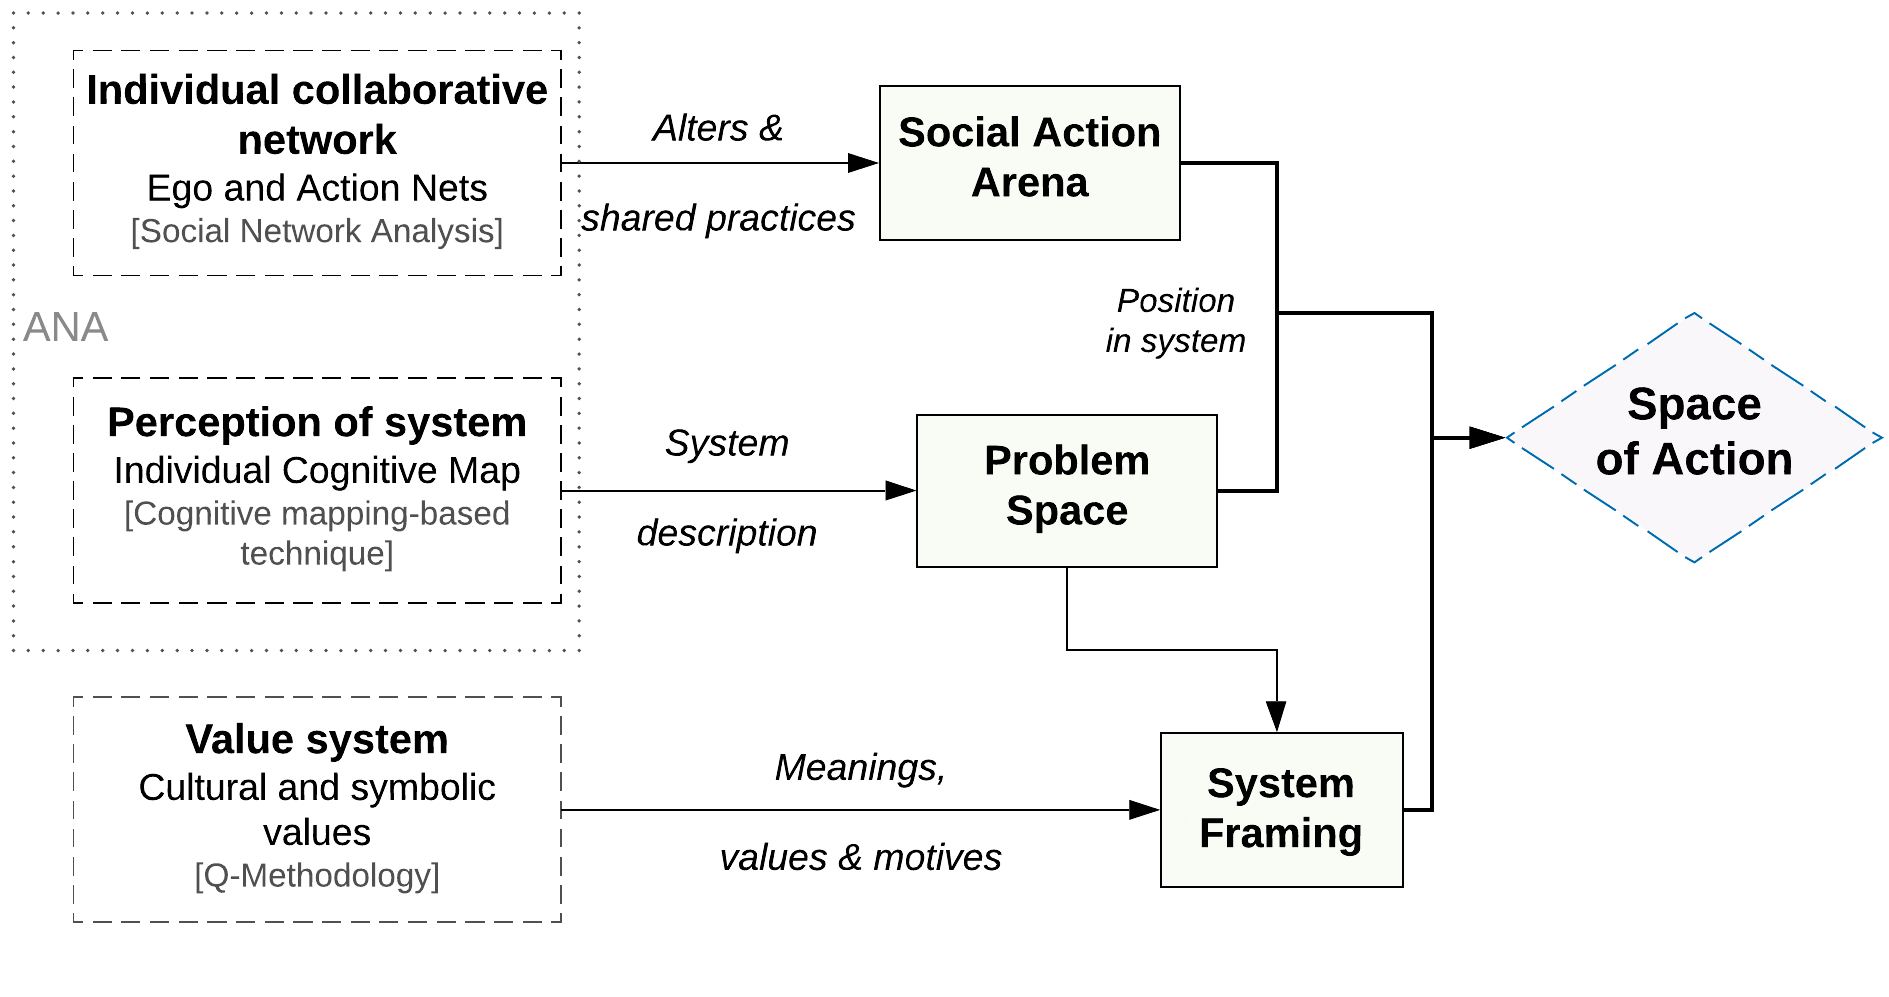 Individual collaborative
network
Ego and Action Nets
[Social Network Analysis]
Alters &
shared practices
Social Action
Arena
ANA
Position
in system
Perception of system
Individual Cognitive Map
[Cognitive mapping-based
technique]
System
description
Problem
Space
Space
of Action
Value system
Cultural and symbolic
values
[Q-Methodology]
Meanings,
values & motives
System
Framing